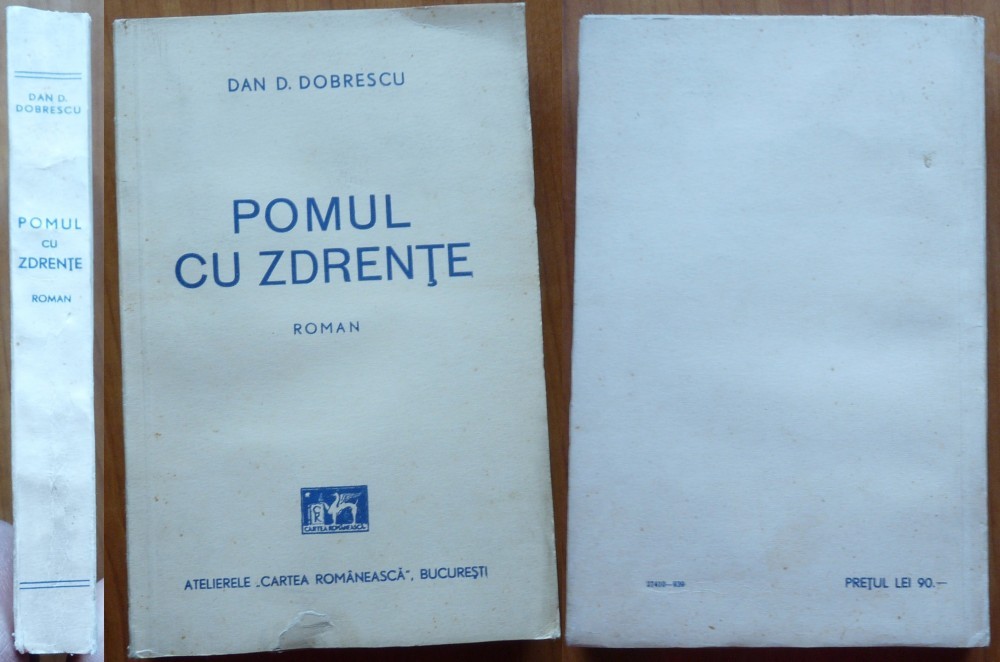 DAN D.
DOBRESCU
POMUL
CU
ZDRENŢE
ROMAN
DAN D. DOBRESCU
POMUL
CU ZDRENŢE
ROMAN
CR
CARTEA ROMÂNEASCĂ
ATELIERELE „CARTEA ROMÂNEASCĂ", BUCUREŞTI
PREŢUL LEI 90.—